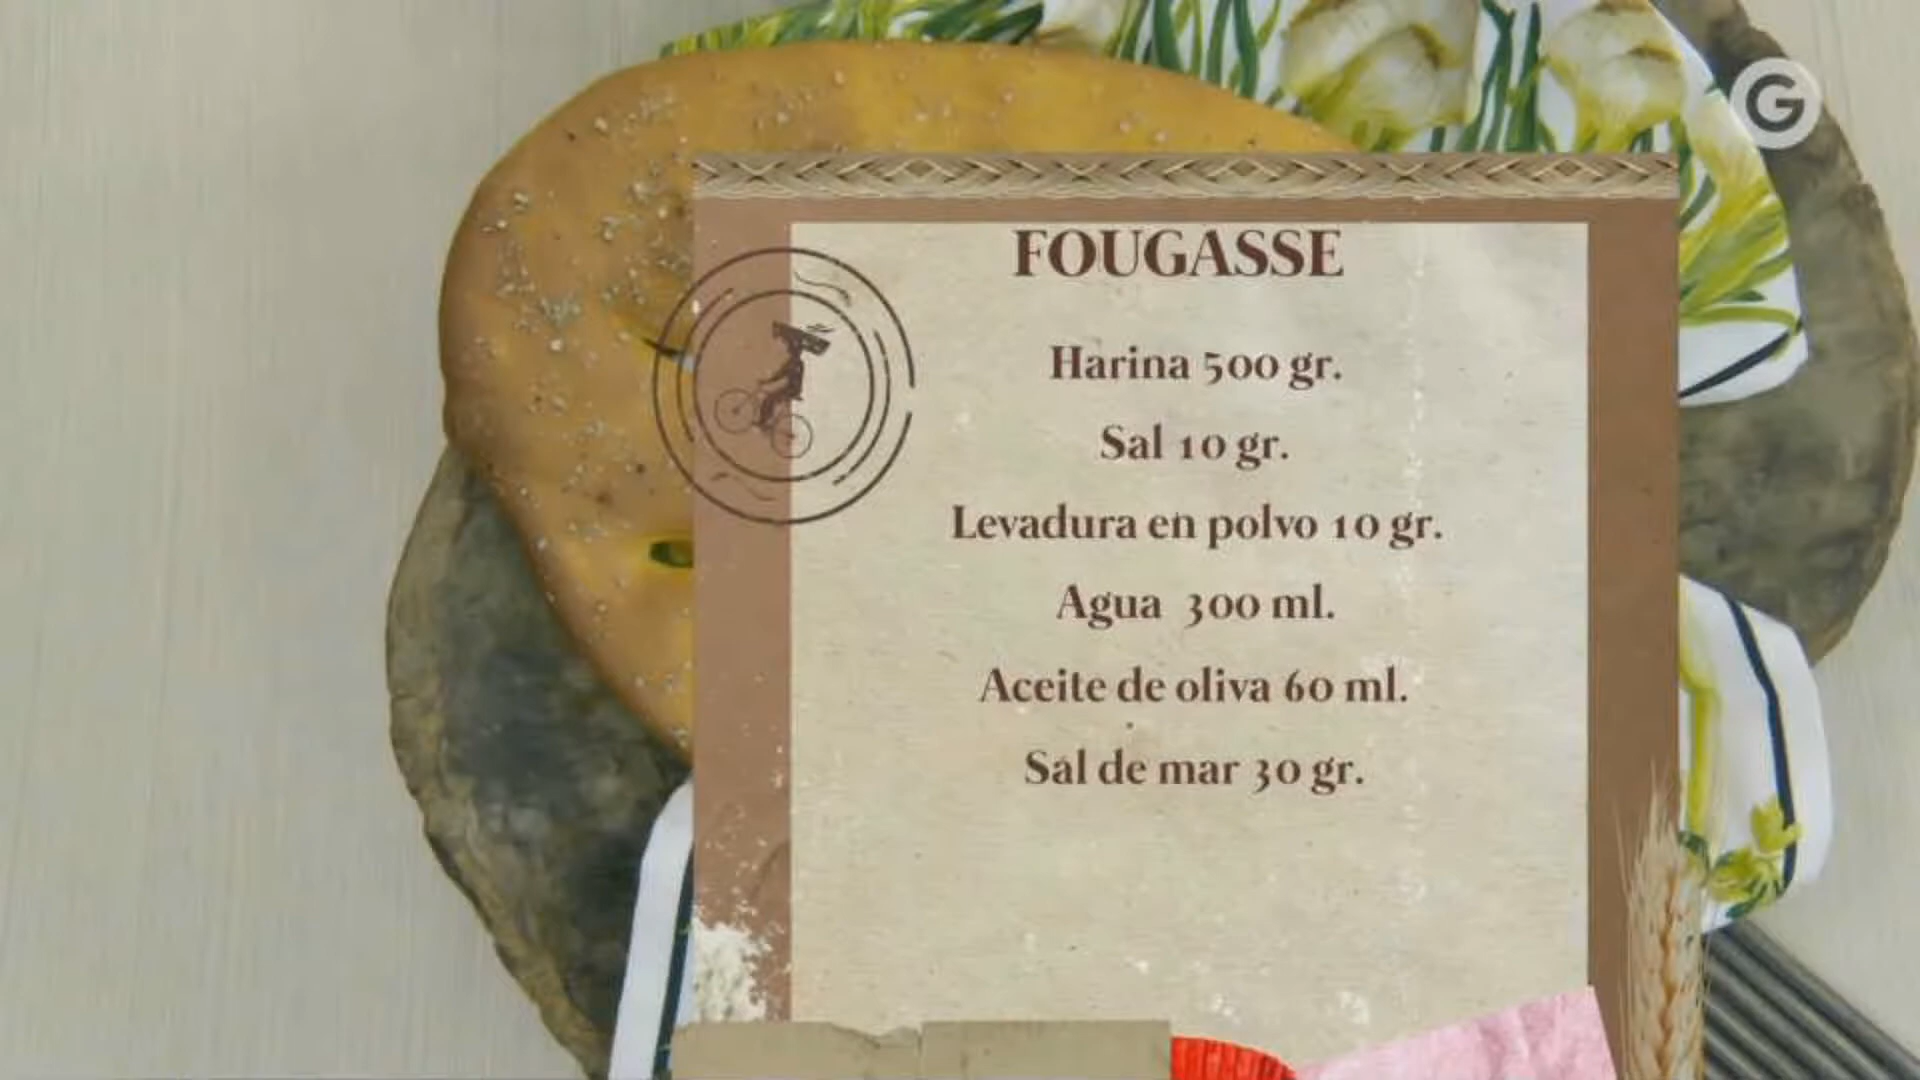 G
FOUGASSE
Harina 500 gr.
Sal 10 gr.
Levadura en polvo 10 gr.
Agua 300 ml.
Aceite de oliva 60 ml.
Sal de mar 30 gr.